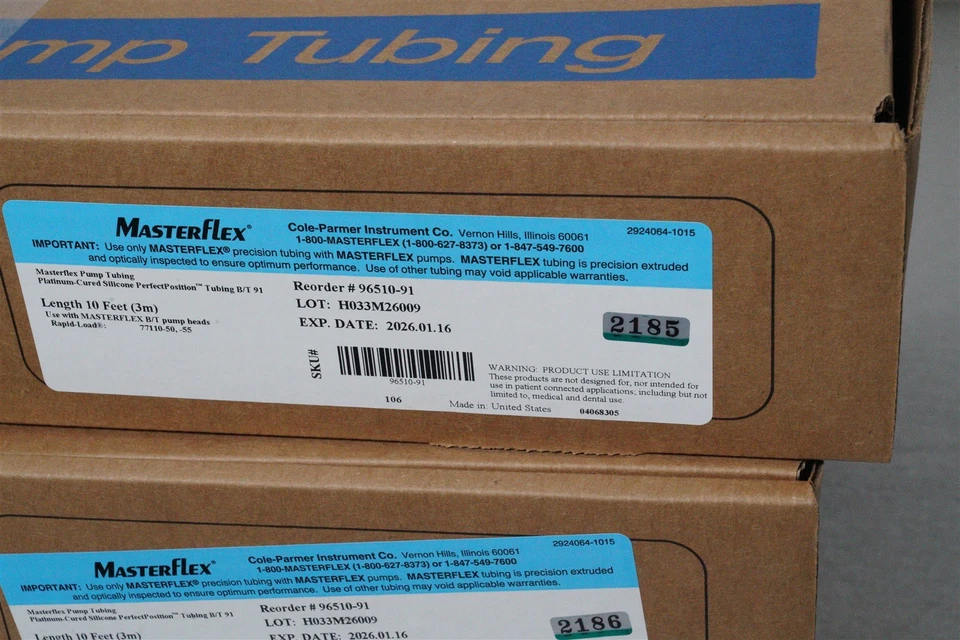 mp Tubing
MASTERFLEX®
Cole-Parmer Instrument Co. Vernon Hills, Illinois 60061
1-800-MASTERFLEX (1-800-627-8373) or 1-847-549-7600
2924064-1015
IMPORTANT: Use only MASTERFLEX® precision tubing with MASTERFLEX pumps. MASTERFLEX tubing is precision extruded
and optically inspected to ensure optimum performance. Use of other tubing may void applicable warranties.
Masterflex Pump Tubing
Platinum-Cured Silicone PerfectPosition™ Tubing B/T 91
Length 10 Feet (3m)
Use with MASTERFLEX B/T pump heads
Rapid-Load®: 77110-50, -55
Reorder # 96510-91
LOT: H033M26009
EXP. DATE: 2026.01.16
2185
SKU#
96510-91
106
WARNING: PRODUCT USE LIMITATION
These products are not designed for, nor intended for
use in patient connected applications; including but not
limited to, medical and dental use.
Made in: United States
04068305
MASTERFLEX®
Cole-Parmer Instrument Co. Vernon Hills, Illinois 60061
1-800-MASTERFLEX (1-800-627-8373) or 1-847-549-7600
2924064-1015
IMPORTANT: Use only MASTERFLEX® precision tubing with MASTERFLEX pumps. MASTERFLEX tubing is precision extruded
and optically inspected to ensure optimum performance. Use of other tubing may void applicable warranties.
Masterflex Pump Tubing
Platinum-Cured Silicone PerfectPosition™ Tubing B/T 91
Length 10 Feet (3m)
Reorder # 96510-91
LOT: H033M26009
EXP. DATE: 2026.01.16
2186